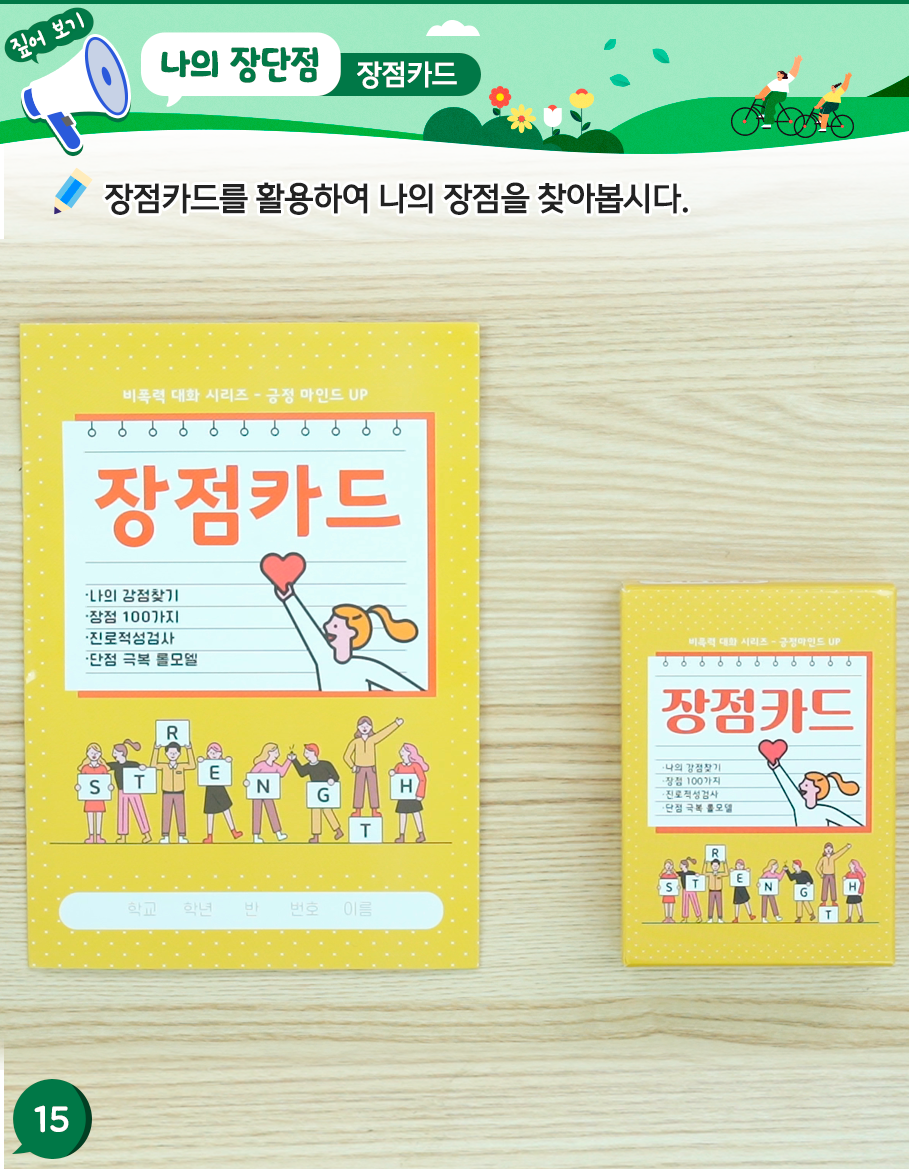 짚어 보기
나의 장단점
장점카드
장점카드를 활용하여 나의 장점을 찾아봅시다.
비폭력 대화 시리즈 - 긍정 마인드 UP
장점카드
·나의 강점찾기
·장점 100가지
·진로적성검사
·단점 극복 롤모델
STRENGTH
학교 학년 반 번호 이름
비폭력 대화 시리즈 - 긍정마인드 UP
장점카드
·나의 강점찾기
·장점 100가지
·진로적성검사
·단점 극복 롤모델
STRENGTH
15